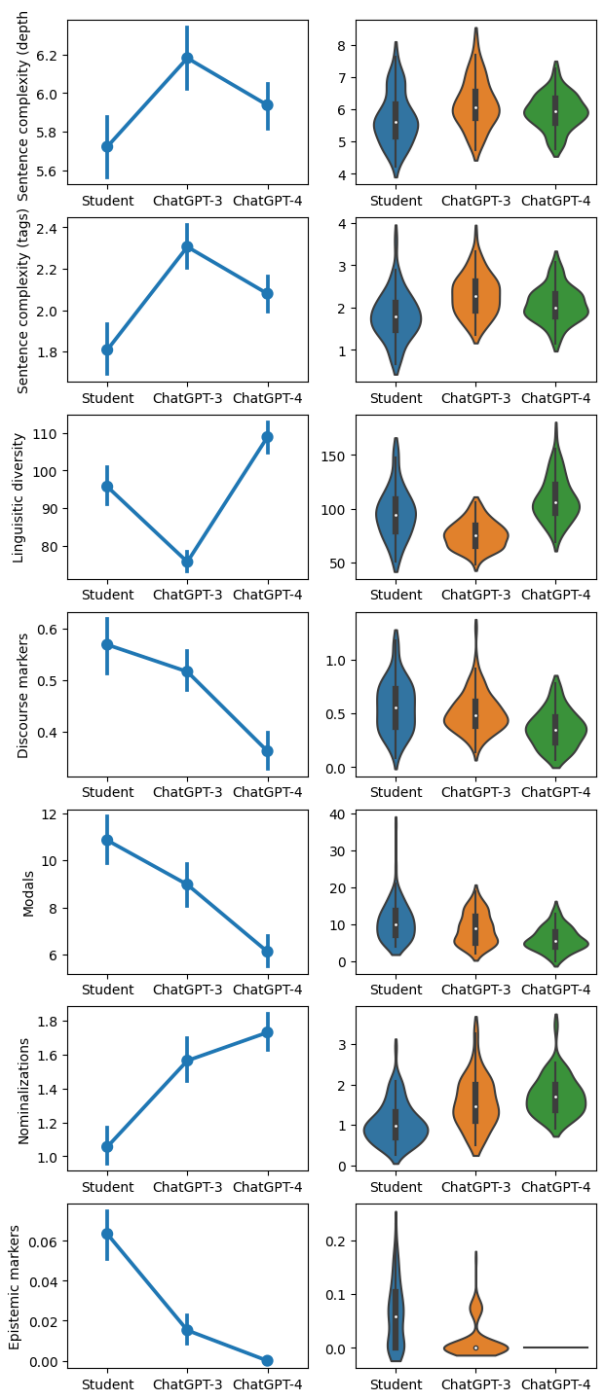 Sentence complexity (depth
6.2
6.0
5.8
5.6
Student ChatGPT-3 ChatGPT-4
8
7
6
5
4
Student ChatGPT-3 ChatGPT-4
Sentence complexity (tags)
2.4
2.2
2.0
1.8
Student ChatGPT-3 ChatGPT-4
4
3
2
1
Student ChatGPT-3 ChatGPT-4
Linguisitic diversity
110
100
90
80
Student ChatGPT-3 ChatGPT-4
150
100
50
Student ChatGPT-3 ChatGPT-4
Discourse markers
0.6
0.5
0.4
Student ChatGPT-3 ChatGPT-4
1.0
0.5
0.0
Student ChatGPT-3 ChatGPT-4
Modals
12
10
8
6
Student ChatGPT-3 ChatGPT-4
40
30
20
10
0
Student ChatGPT-3 ChatGPT-4
Nominalizations
1.8
1.6
1.4
1.2
1.0
Student ChatGPT-3 ChatGPT-4
3
2
1
0
Student ChatGPT-3 ChatGPT-4
Epistemic markers
0.06
0.04
0.02
0.00
Student ChatGPT-3 ChatGPT-4
0.2
0.1
0.0
Student ChatGPT-3 ChatGPT-4